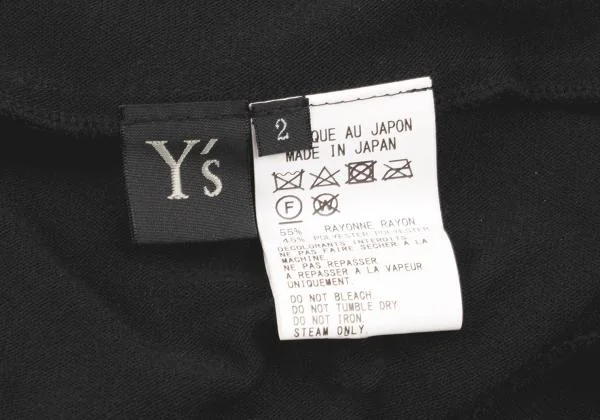 Y's
2
QUE AU JAPON
MADE IN JAPAN
F
W
55% RAYONNE RAYON
45% POLYESTER POLYESTER
DECOLORANTS INTERDITS
NE PAS FAIRE SÉCHER À LA
MACHINE.
NE PAS REPASSER.
A REPASSER À LA VAPEUR
UNIQUEMENT.
DO NOT BLEACH.
DO NOT TUMBLE DRY.
DO NOT IRON.
STEAM ONLY.